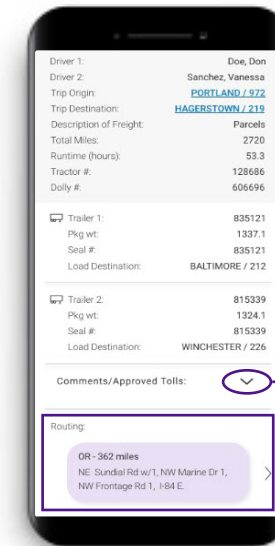 Driver 1: Doe, Don
Driver 2: Sanchez, Vanessa
Trip Origin: PORTLAND / 972
Trip Destination: HAGERSTOWN / 219
Description of Freight: Parcels
Total Miles: 2720
Runtime (hours): 53.3
Tractor #: 128686
Dolly #: 606696
Trailer 1: 835121
Pkg wt: 1337.1
Seal #: 835121
Load Destination: BALTIMORE / 212
Trailer 2: 815339
Pkg wt: 1324.1
Seal #: 815339
Load Destination: WINCHESTER / 226
Comments/Approved Tolls:
Routing:
OR - 362 miles
NE Sundial Rd w/1, NW Marine Dr 1,
NW Frontage Rd 1, I-84 E.